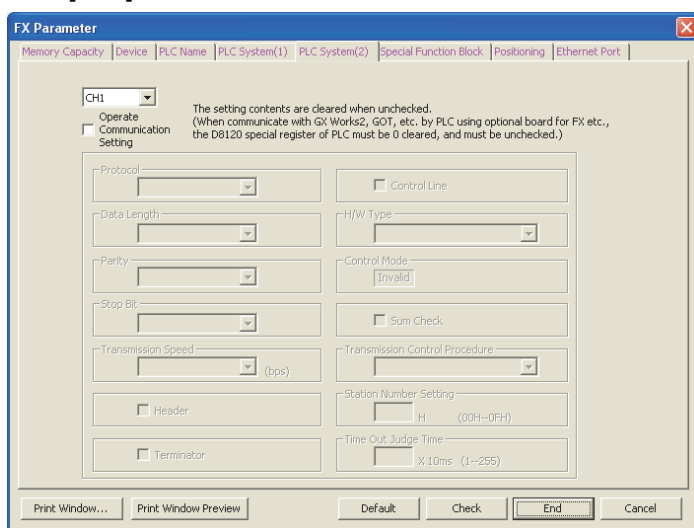 FX Parameter
Memory Capacity Device PLC Name PLC System(1) PLC System(2) Special Function Block Positioning Ethernet Port
CH1
Operate
Communication
Setting
The setting contents are cleared when unchecked.
(When communicate with GX Works2, GOT, etc. by PLC using optional board for FX etc.,
the D8120 special register of PLC must be 0 cleared, and must be unchecked.)
Protocol
Control Line
Data Length
H/W Type
Parity
Control Mode
Invalid
Stop Bit
Sum Check
Transmission Speed
(bps)
Transmission Control Procedure
Header
Station Number Setting
H (00H--0FH)
Terminator
Time Out Judge Time
X 10ms (1--255)
Print Window... Print Window Preview Default Check End Cancel